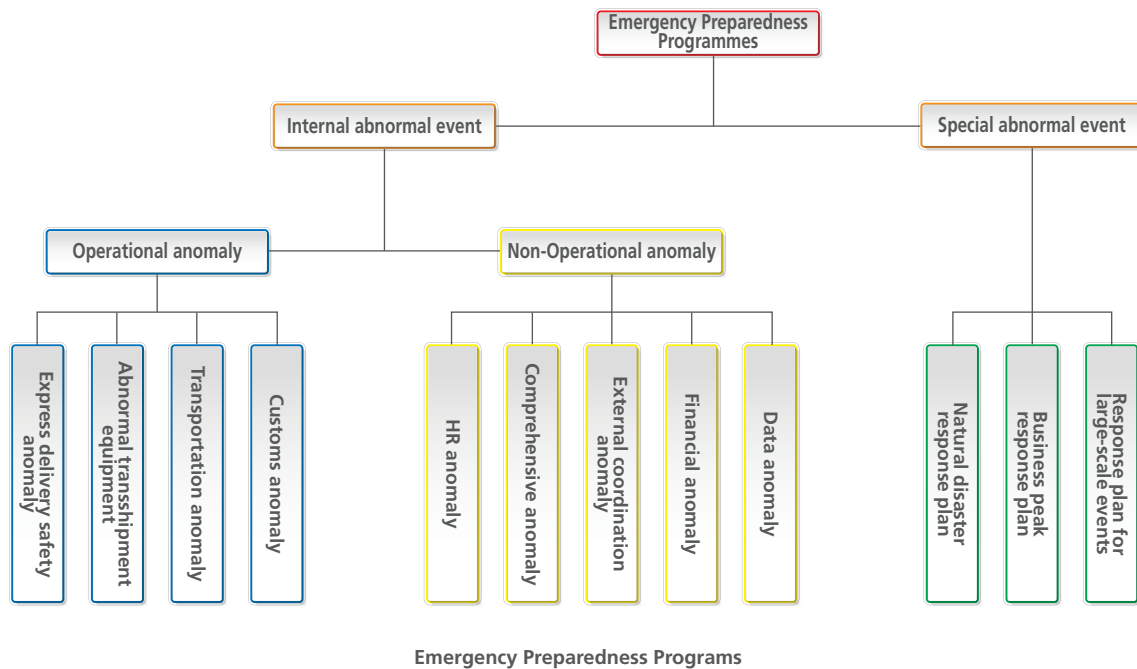 Emergency Preparedness
Programmes
Internal abnormal event
Special abnormal event
Operational anomaly
Non-Operational anomaly
Express delivery safety
anomaly
Abnormal transshipment
equipment
Transportation anomaly
Customs anomaly
HR anomaly
Comprehensive anomaly
External coordination
anomaly
Financial anomaly
Data anomaly
Natural disaster
response plan
Business peak
response plan
Response plan for
large-scale events
Emergency Preparedness Programs